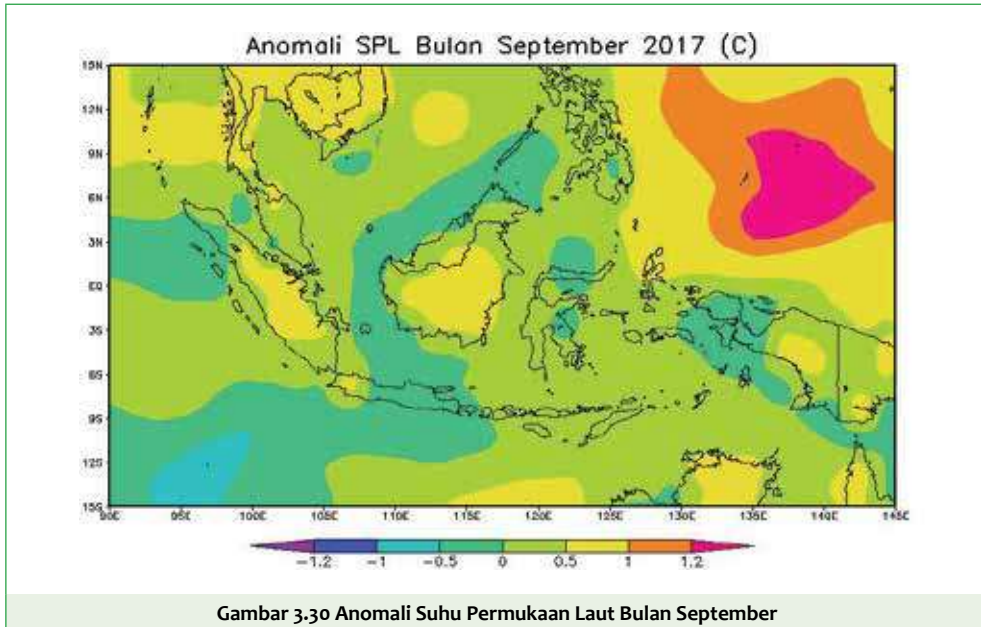 Anomali SPL Bulan September 2017 (C)
15N
12N
9N
6N
3N
EQ
3S
6S
9S
12S
15S
90E 95E 100E 105E 110E 115E 120E 125E 130E 135E 140E 145E
-1.2 -1 -0.5 0 0.5 1 1.2
Gambar 3.30 Anomali Suhu Permukaan Laut Bulan September